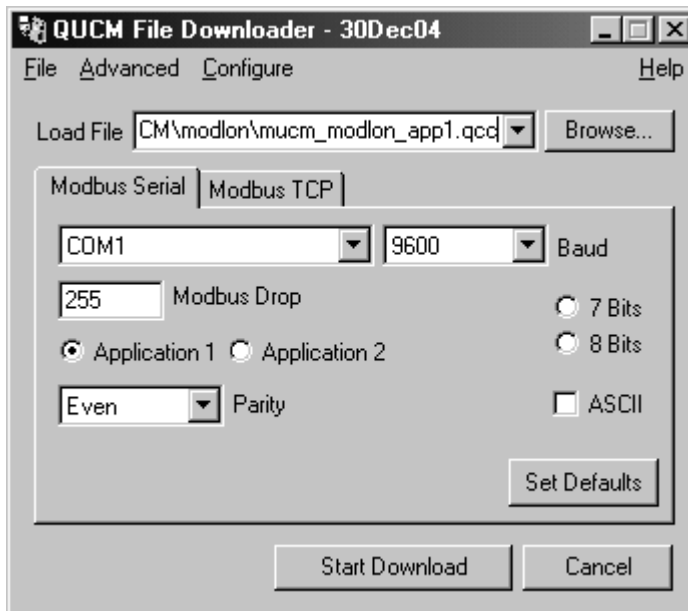 QUCM File Downloader - 30Dec04
File Advanced Configure Help
Load File CM\modlon\mucm_modlon_app1.qcc Browse...
Modbus Serial Modbus TCP
COM1 9600 Baud
255 Modbus Drop 7 Bits
Application 1 Application 2 8 Bits
Even Parity ASCII
Set Defaults
Start Download Cancel